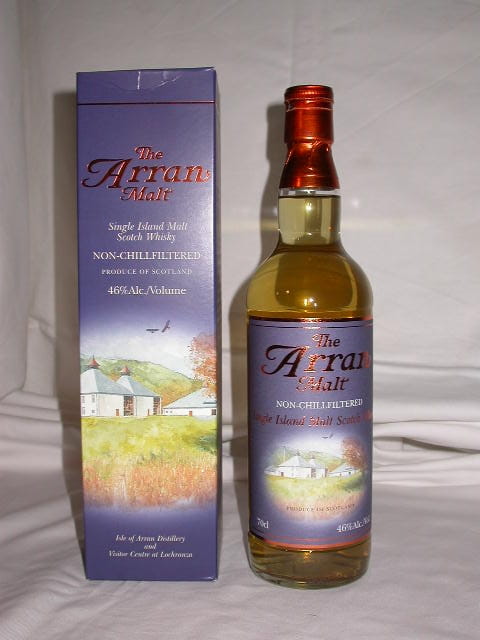 The
Arran
Malt
Single Island Malt
Scotch Whisky
NON-CHILLFILTERED
PRODUCE OF SCOTLAND
46%Alc./Volume
Isle of Arran Distillery
and
Visitor Centre at Lochranza
The
Arran
Malt
NON-CHILLFILTERED
Single Island Malt Scotch
PRODUCE OF SCOTLAND
70cl 46%Alc./Vol.